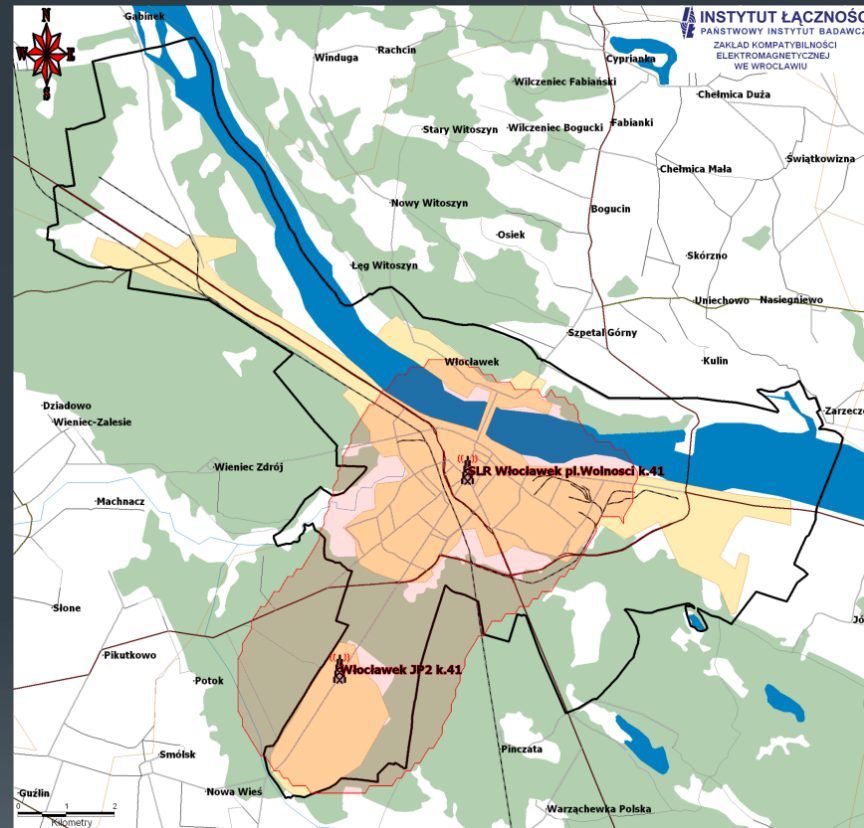 N
W E
S
INSTYTUT ŁĄCZNOŚC
PAŃSTWOWY INSTYTUT BADAWCZ
ZAKŁAD KOMPATYBILNOŚCI
ELEKTROMAGNETYCZNEJ
WE WROCŁAWIU
Gabinek
Winduga
Rachcin
Cyprianka
Wilczeniec Fabiański
Chełmica Duża
Stary Witoszyn
Wilczeniec Bogucki
Fabianki
Świątkowizna
Chełmica Mała
Nowy Witoszyn
Bogucin
Osiek
Skórzno
Łęg Witoszyn
Uniechowo
Nasiegniewo
Szpetal Górny
Włocławek
Kulin
Dziadowo
Wieniec-Zalesie
Zarzecze
Wieniec Zdrój
SLR Włocławek pl.Wolnosci k.41
Machnacz
Słone
Jó
Pikutkowo
Włocławek JP2 k.41
Potok
Pinczata
Smólsk
Guźlin
Nowa Wieś
Warząchewka Polska
0 1 2
Kilometry